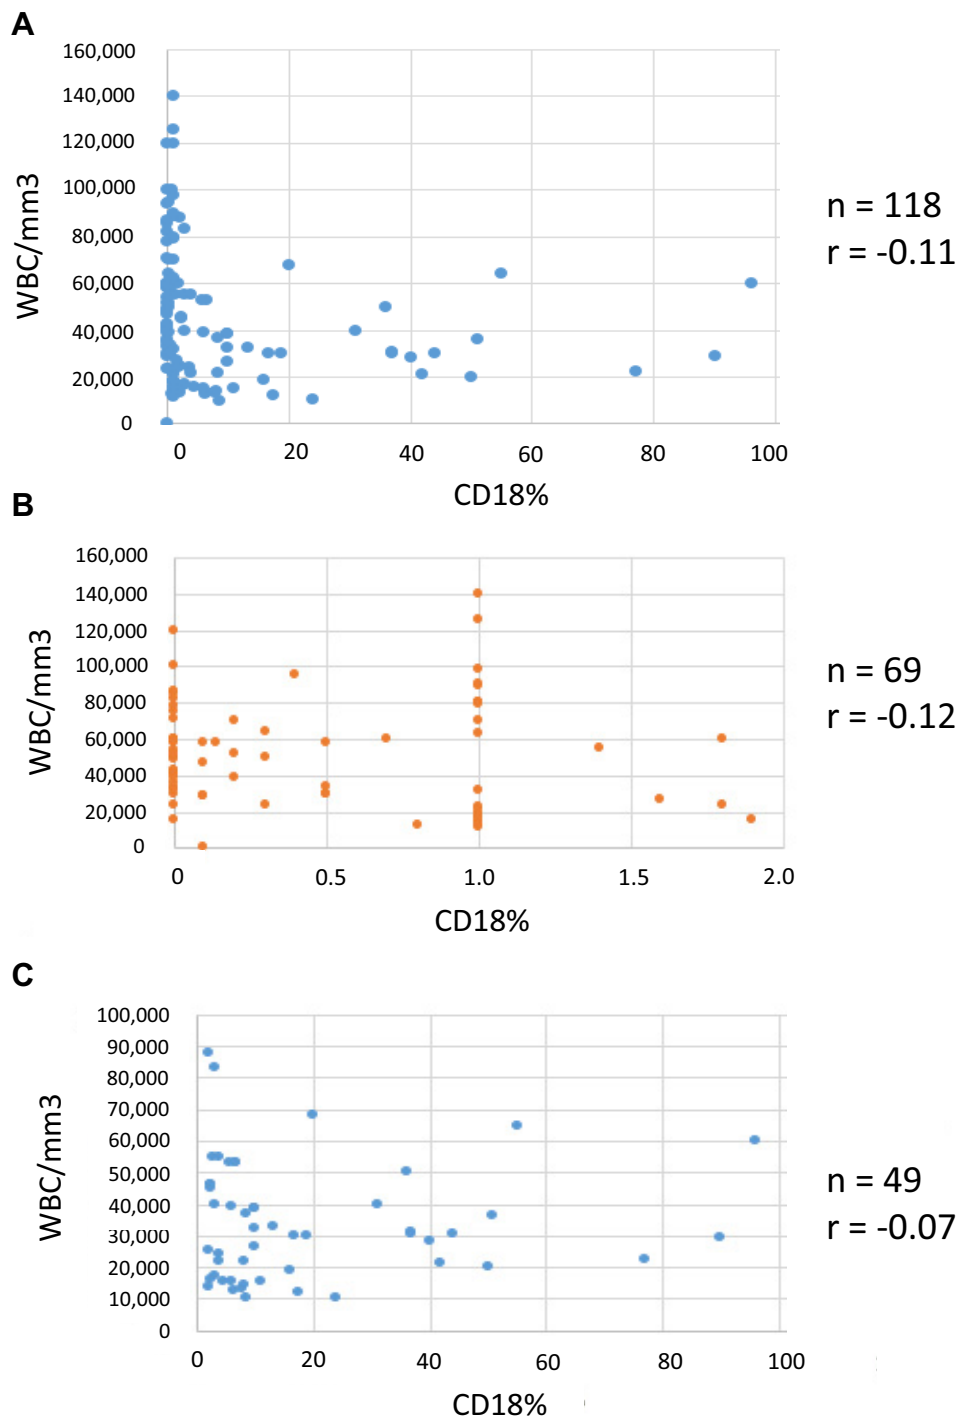 A
160,000
140,000
120,000
100,000
80,000
60,000
40,000
20,000
0
WBC/mm3
0 20 40 60 80 100
CD18%
n = 118
r = -0.11
B
160,000
140,000
120,000
100,000
80,000
60,000
40,000
20,000
0
WBC/mm3
0 0.5 1.0 1.5 2.0
CD18%
n = 69
r = -0.12
C
100,000
90,000
80,000
70,000
60,000
50,000
40,000
30,000
20,000
10,000
0
WBC/mm3
0 20 40 60 80 100
CD18%
n = 49
r = -0.07